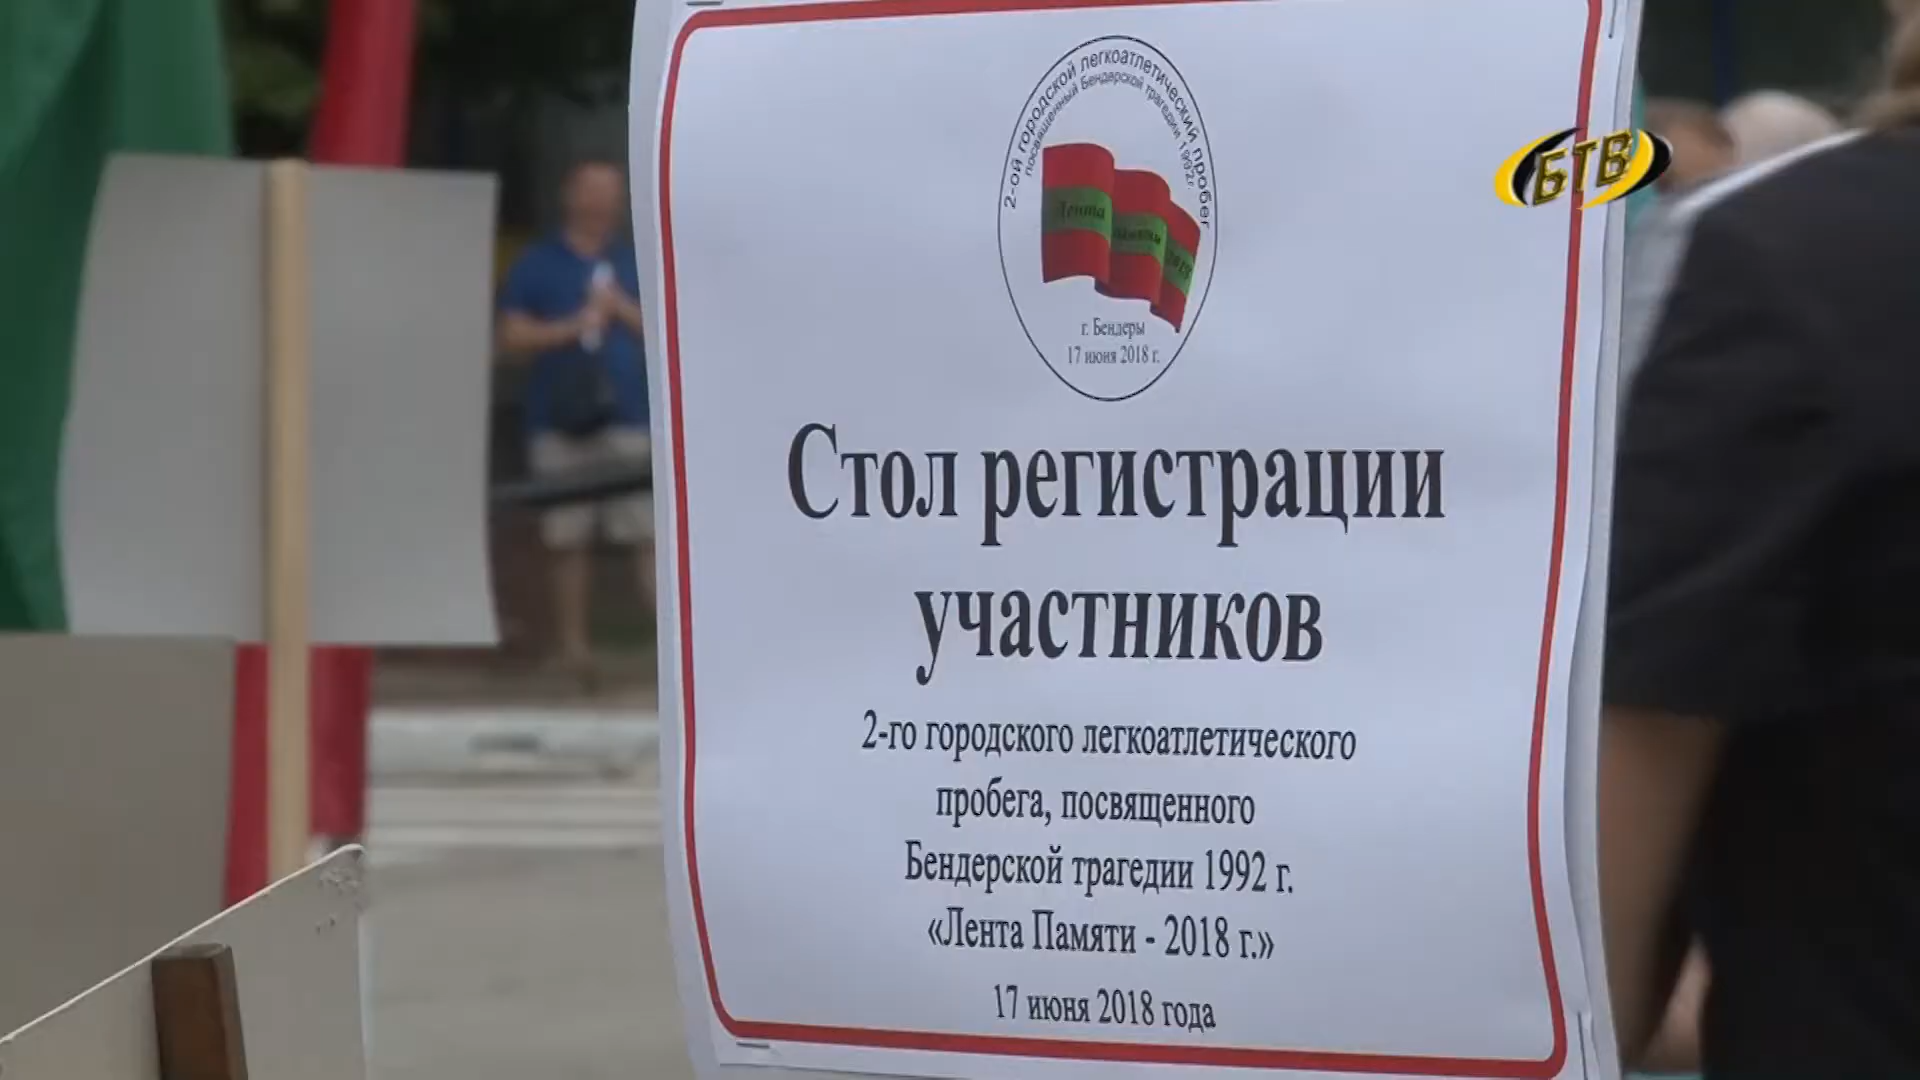 2-ой городской легкоатлетический пробег
посвященный Бендерской трагедии 1992г.
Лента
г. Бендеры
17 июня 2018 г.
БТВ
Стол регистрации
участников
2-го городского легкоатлетического
пробега, посвященного
Бендерской трагедии 1992 г.
«Лента Памяти - 2018 г.»
17 июня 2018 года